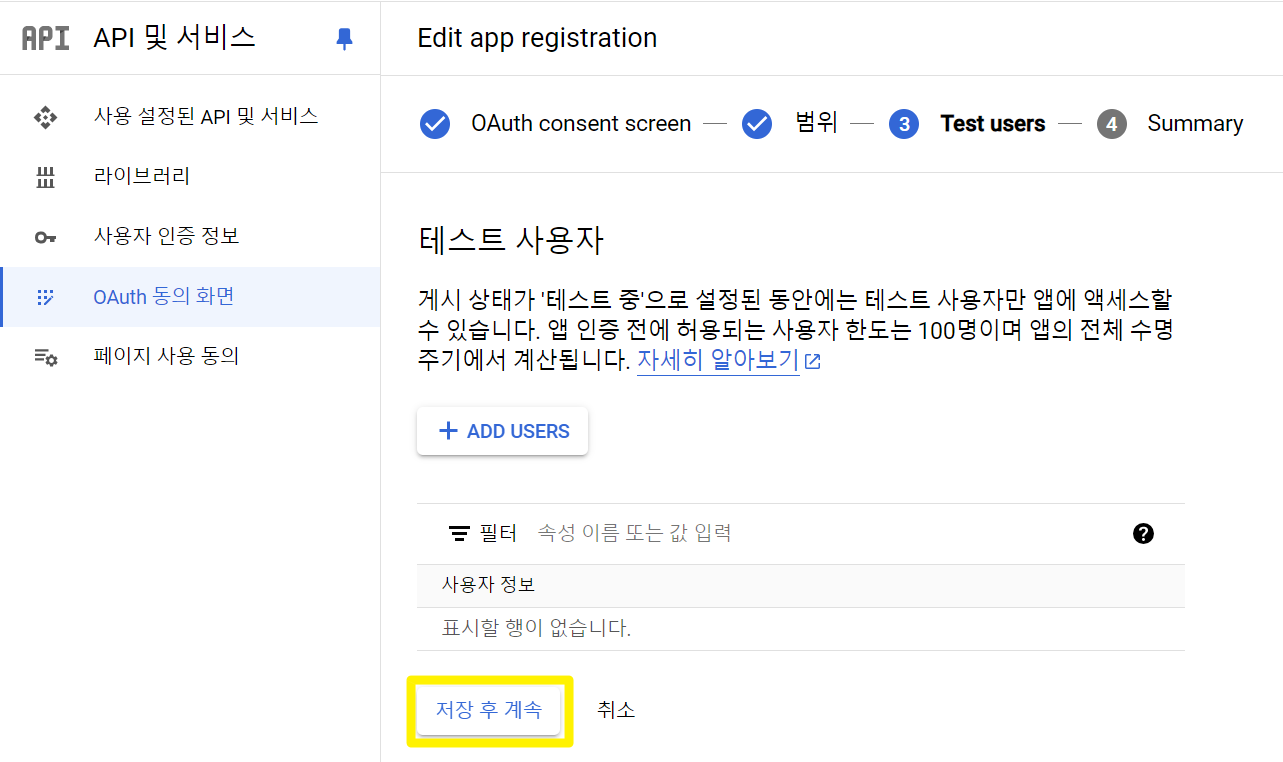 API API 및 서비스
사용 설정된 API 및 서비스
라이브러리
사용자 인증 정보
OAuth 동의 화면
페이지 사용 동의
Edit app registration
OAuth consent screen 범위 3 Test users 4 Summary
테스트 사용자
게시 상태가 '테스트 중'으로 설정된 동안에는 테스트 사용자만 앱에 액세스할
수 있습니다. 앱 인증 전에 허용되는 사용자 한도는 100명이며 앱의 전체 수명
주기에서 계산됩니다. 자세히 알아보기
+ ADD USERS
필터 속성 이름 또는 값 입력 ?
사용자 정보
표시할 행이 없습니다.
저장 후 계속 취소